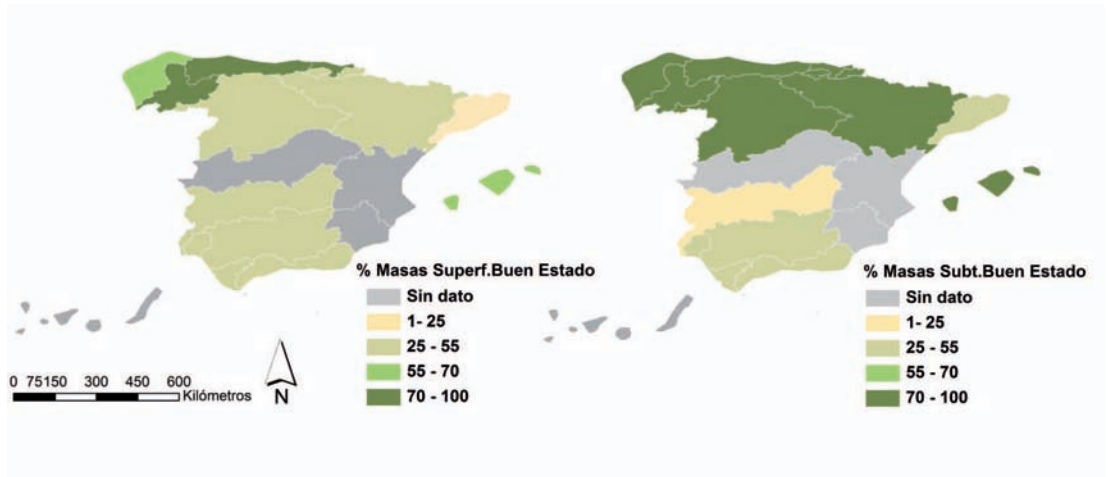 % Masas Superf.Buen Estado
Sin dato
1- 25
25 - 55
55 - 70
70 - 100
0 75150 300 450 600
Kilómetros
N
% Masas Subt.Buen Estado
Sin dato
1- 25
25 - 55
55 - 70
70 - 100